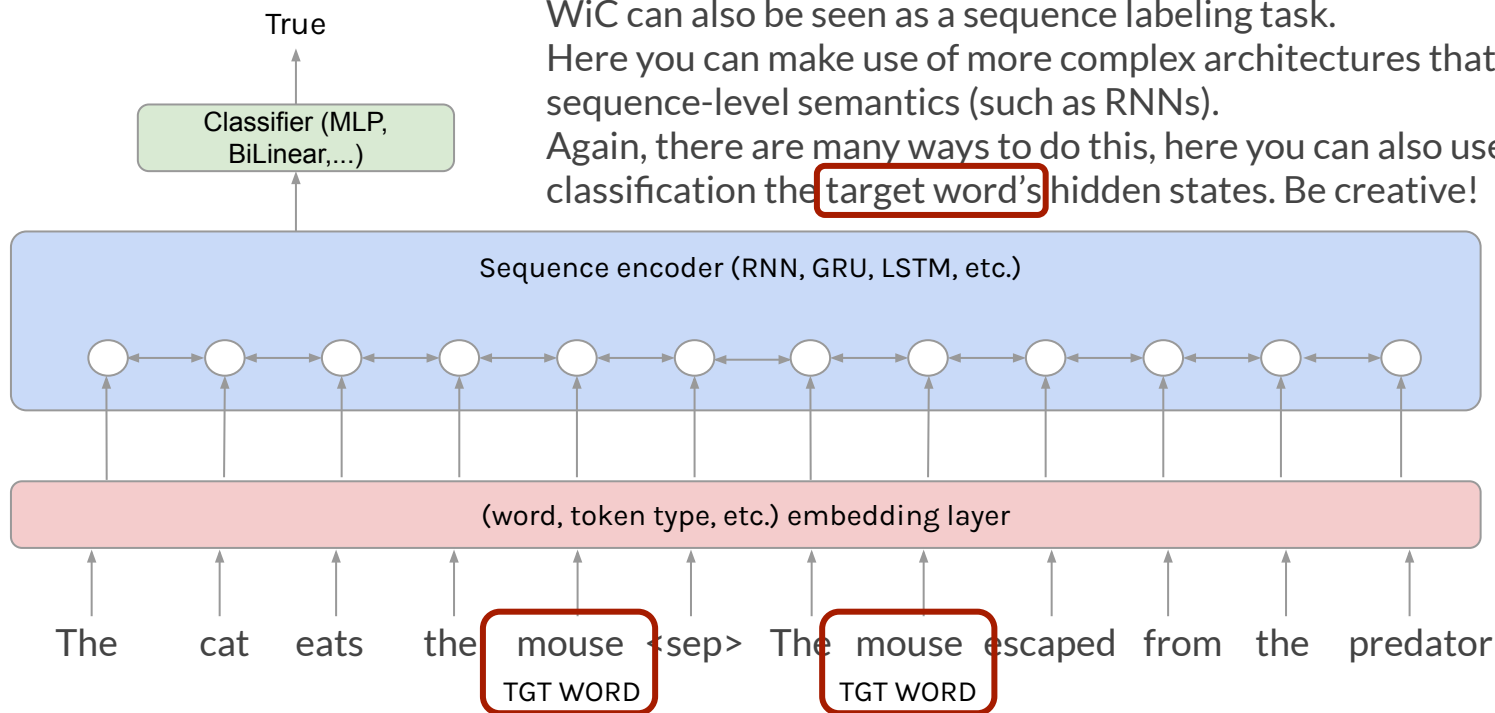 WiC can also be seen as a sequence labeling task.
Here you can make use of more complex architectures that
sequence-level semantics (such as RNNs).
Again, there are many ways to do this, here you can also use
classification the target word's hidden states. Be creative!
True
Classifier (MLP,
BiLinear,...)
Sequence encoder (RNN, GRU, LSTM, etc.)
(word, token type, etc.) embedding layer
The cat eats the mouse <sep> The mouse escaped from the predator
TGT WORD TGT WORD